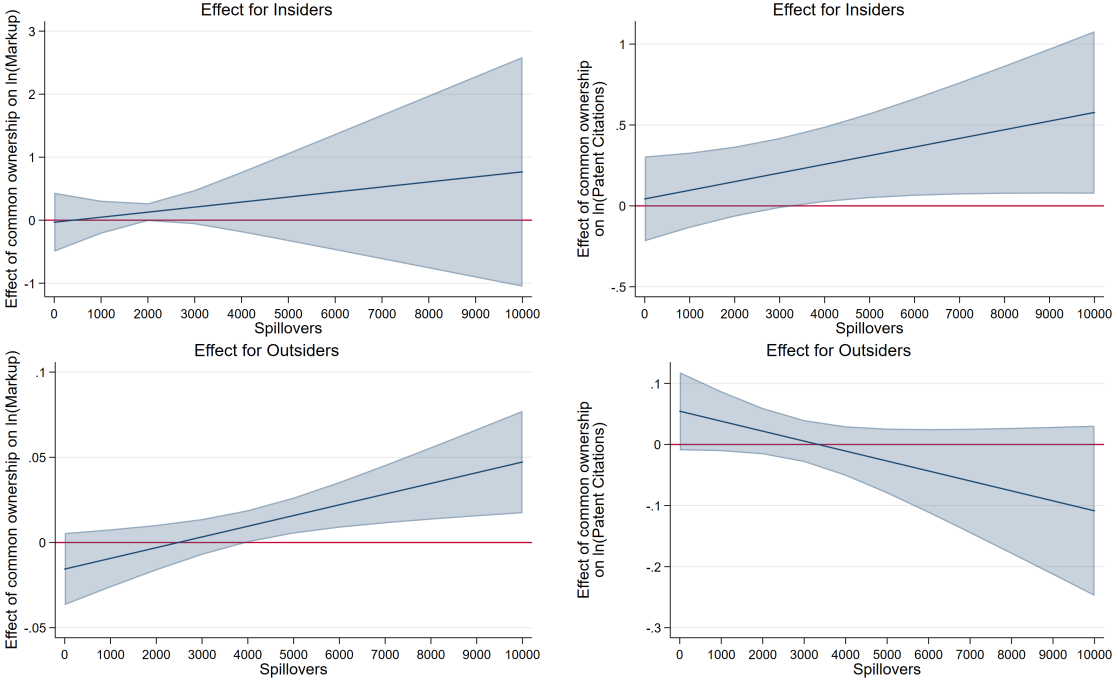 Effect for Insiders
Effect of common ownership on ln(Markup)
3
2
1
0
-1
0 1000 2000 3000 4000 5000 6000 7000 8000 9000 10000
Spillovers
Effect for Insiders
Effect of common ownership
on ln(Patent Citations)
1
.5
0
-.5
0 1000 2000 3000 4000 5000 6000 7000 8000 9000 10000
Spillovers
Effect for Outsiders
Effect of common ownership on ln(Markup)
.1
.05
0
-.05
0 1000 2000 3000 4000 5000 6000 7000 8000 9000 10000
Spillovers
Effect for Outsiders
Effect of common ownership
on ln(Patent Citations)
.1
0
-.1
-.2
-.3
0 1000 2000 3000 4000 5000 6000 7000 8000 9000 10000
Spillovers